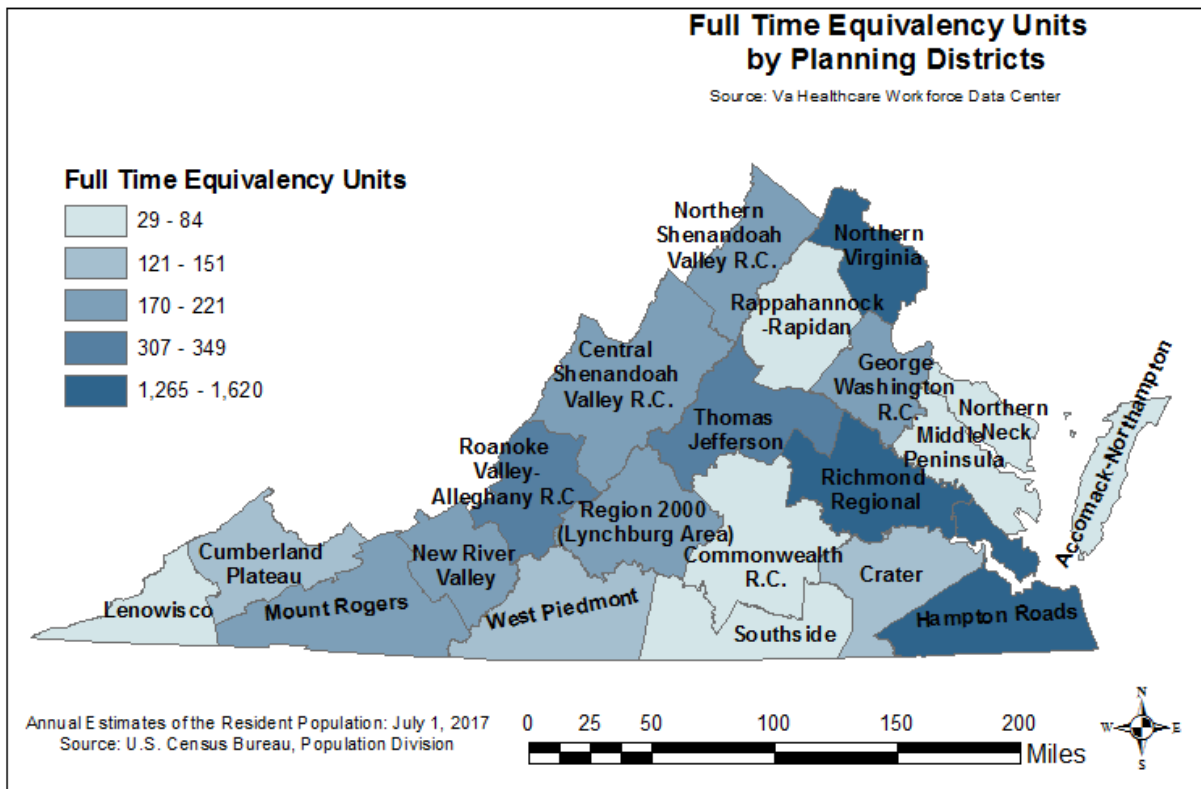 Full Time Equivalency Units
by Planning Districts
Source: Va Healthcare Workforce Data Center
Full Time Equivalency Units
29 - 84
121 - 151
170 - 221
307 - 349
1,265 - 1,620
Northern
Shenandoah
Valley R.C.
Northern
Virginia
Rappahannock
-Rapidan
Central
Shenandoah
Valley R.C.
George
Washington
R.C.
Northern
Neck
Middle
Peninsula
Accomack-Northampton
Thomas
Jefferson
Roanoke
Valley-
Alleghany R.C.
Richmond
Regional
Region 2000
(Lynchburg Area)
Commonwealth
R.C.
Cumberland
Plateau
New River
Valley
Crater
Lenowisco
Mount Rogers
West Piedmont
Southside
Hampton Roads
Annual Estimates of the Resident Population: July 1, 2017
Source: U.S. Census Bureau, Population Division
0 25 50 100 150 200
Miles
N
W E
S